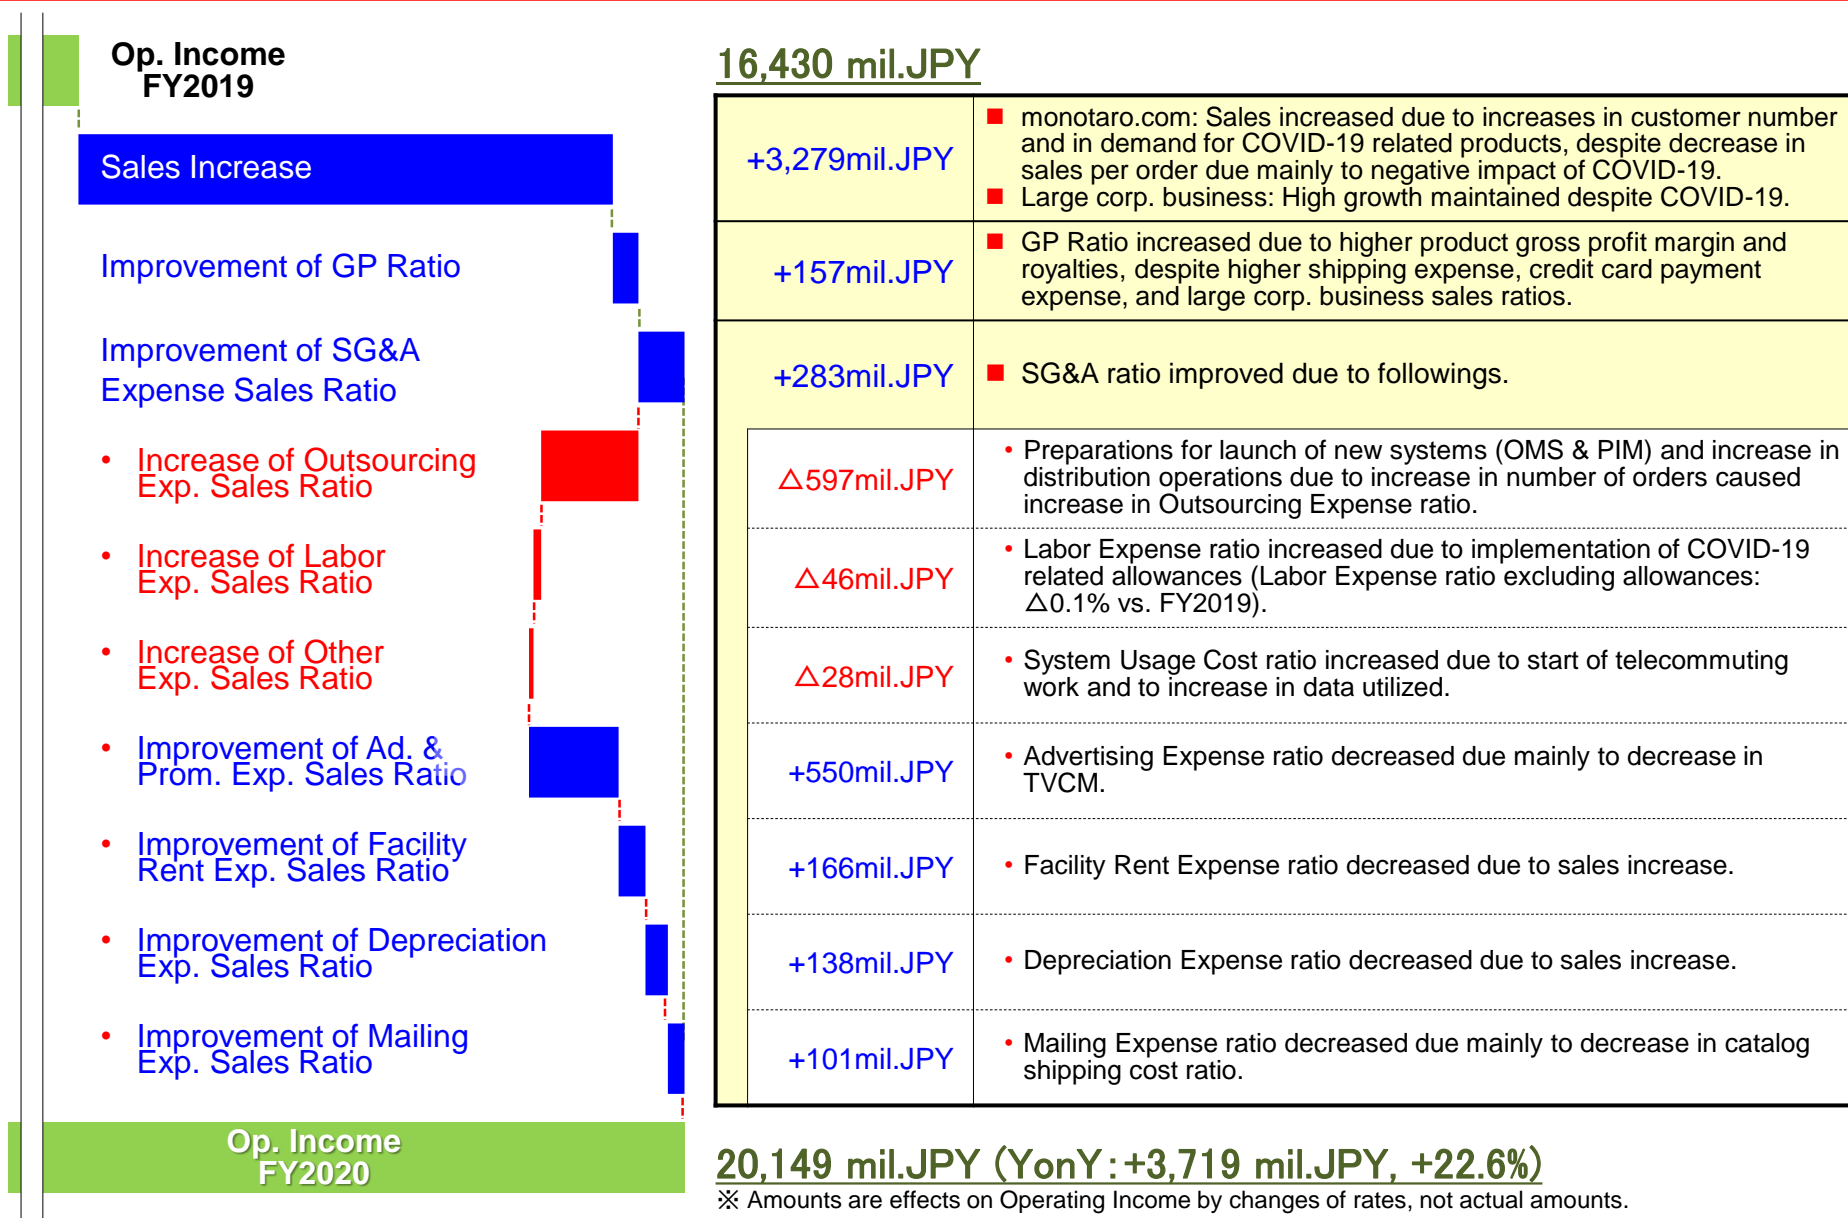 Op. Income
FY2019
16,430 mil.JPY
Sales Increase
+3,279mil.JPY
■ monotaro.com: Sales increased due to increases in customer number
and in demand for COVID-19 related products, despite decrease in
sales per order due mainly to negative impact of COVID-19.
■ Large corp. business: High growth maintained despite COVID-19.
Improvement of GP Ratio
+157mil.JPY
■ GP Ratio increased due to higher product gross profit margin and
royalties, despite higher shipping expense, credit card payment
expense, and large corp. business sales ratios.
Improvement of SG&A
Expense Sales Ratio
+283mil.JPY
■ SG&A ratio improved due to followings.
• Increase of Outsourcing
Exp. Sales Ratio
△597mil.JPY
• Preparations for launch of new systems (OMS & PIM) and increase in
distribution operations due to increase in number of orders caused
increase in Outsourcing Expense ratio.
• Increase of Labor
Exp. Sales Ratio
△46mil.JPY
• Labor Expense ratio increased due to implementation of COVID-19
related allowances (Labor Expense ratio excluding allowances:
△0.1% vs. FY2019).
• Increase of Other
Exp. Sales Ratio
△28mil.JPY
• System Usage Cost ratio increased due to start of telecommuting
work and to increase in data utilized.
• Improvement of Ad. &
Prom. Exp. Sales Ratio
+550mil.JPY
• Advertising Expense ratio decreased due mainly to decrease in
TVCM.
• Improvement of Facility
Rent Exp. Sales Ratio
+166mil.JPY
• Facility Rent Expense ratio decreased due to sales increase.
• Improvement of Depreciation
Exp. Sales Ratio
+138mil.JPY
• Depreciation Expense ratio decreased due to sales increase.
• Improvement of Mailing
Exp. Sales Ratio
+101mil.JPY
• Mailing Expense ratio decreased due mainly to decrease in catalog
shipping cost ratio.
Op. Income
FY2020
20,149 mil.JPY (YonY:+3,719 mil.JPY, +22.6%)
※ Amounts are effects on Operating Income by changes of rates, not actual amounts.